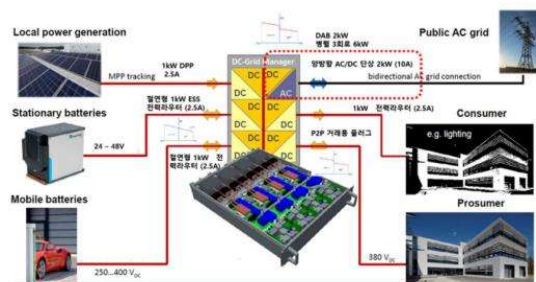 Local power generation
1kW DPP
2.5A
MPP tracking
DAB 2kW
병렬 3회로 6kW
Public AC grid
DC-Grid Manager
양방향 AC/DC 단상 2kW (10A)
bidirectional AC grid connection
DC
DC
DC
AC
DC
DC
DC
DC
DC
DC
Stationary batteries
절연형 1kW ESS
전력라우터 (2.5A)
24 – 48V
1kW 전력라우터 (2.5A)
Consumer
e.g. lighting
P2P 거래용 플러그
절연형 1kW 전
력라우터 (2.5A)
Mobile batteries
250…400 VDC
380 VDC
Prosumer